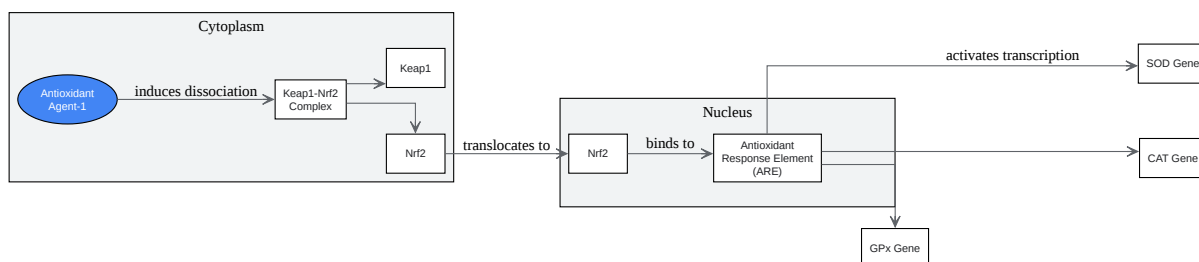 Cytoplasm
Antioxidant
Agent-1
induces dissociation
Keap1-Nrf2
Complex
Keap1
Nrf2
translocates to
Nucleus
Nrf2
binds to
Antioxidant
Response Element
(ARE)
activates transcription
SOD Gene
CAT Gene
GPx Gene